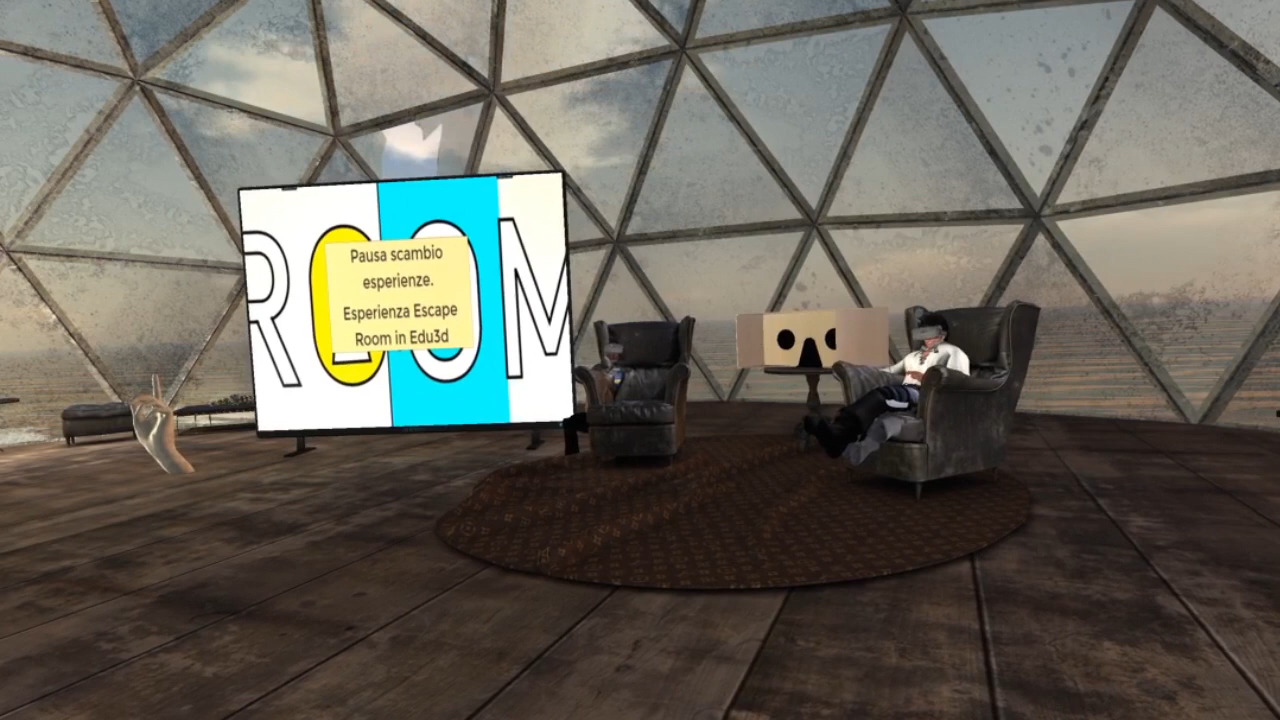 ROOM
Pausa scambio
esperienze.
Esperienza Escape
Room in Edu3d